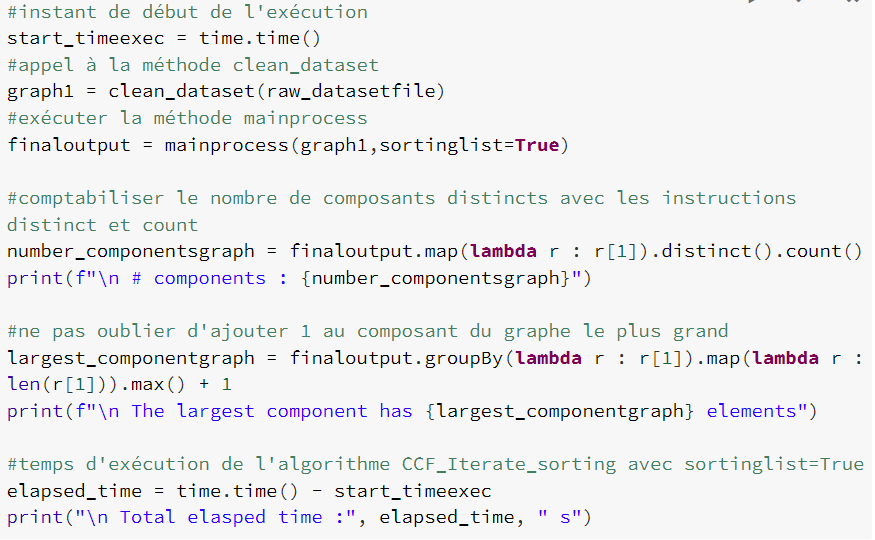 #instant de début de l'exécution
start_timeexec = time.time()
#appel à la méthode clean_dataset
graph1 = clean_dataset(raw_datasetfile)
#exécuter la méthode mainprocess
finaloutput = mainprocess(graph1,sortinglist=True)
#comptabiliser le nombre de composants distincts avec les instructions
distinct et count
number_componentsgraph = finaloutput.map(lambda r : r[1]).distinct().count()
print(f"\n # components : {number_componentsgraph}")
#ne pas oublier d'ajouter 1 au composant du graphe le plus grand
largest_componentgraph = finaloutput.groupBy(lambda r : r[1]).map(lambda r :
len(r[1])).max() + 1
print(f"\n The largest component has {largest_componentgraph} elements")
#temps d'exécution de l'algorithme CCF_Iterate_sorting avec sortinglist=True
elapsed_time = time.time() - start_timeexec
print("\n Total elasped time :", elapsed_time, " s")